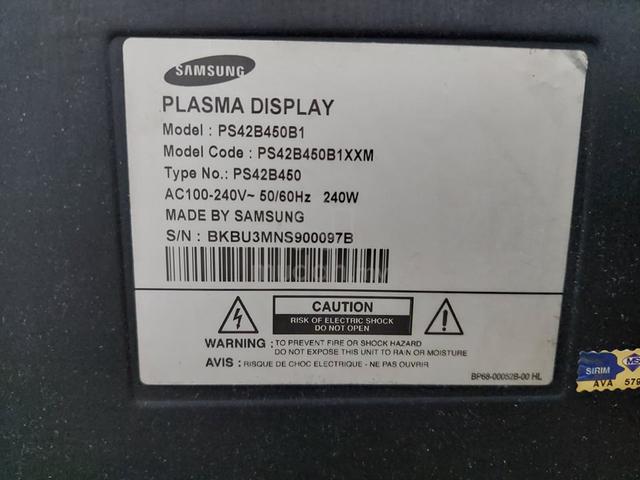 SAMSUNG
PLASMA DISPLAY
Model : PS42B450B1
Model Code : PS42B450B1XXM
Type No.: PS42B450
AC100-240V~ 50/60Hz 240W
MADE BY SAMSUNG
S/N : BKBU3MNS900097B
CAUTION
RISK OF ELECTRIC SHOCK
DO NOT OPEN
WARNING : TO PREVENT FIRE OR SHOCK HAZARD
DO NOT EXPOSE THIS UNIT TO RAIN OR MOISTURE
AVIS : RISQUE DE CHOC ELECTRIQUE - NE PAS OUVRIR
BP68-00052B-00 HL
SIRIM MS
AVA 579